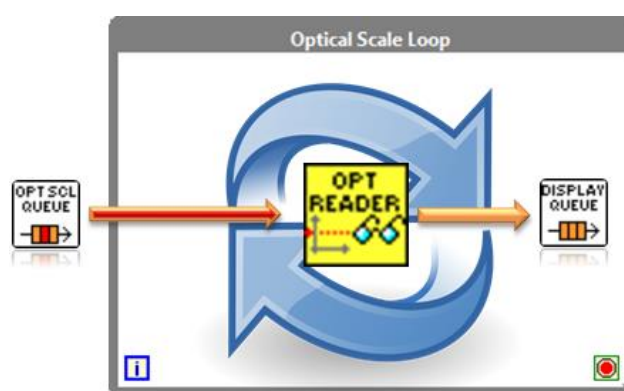 Optical Scale Loop
OPT SCL
QUEUE
OPT
READER
DISPLAY
QUEUE
i